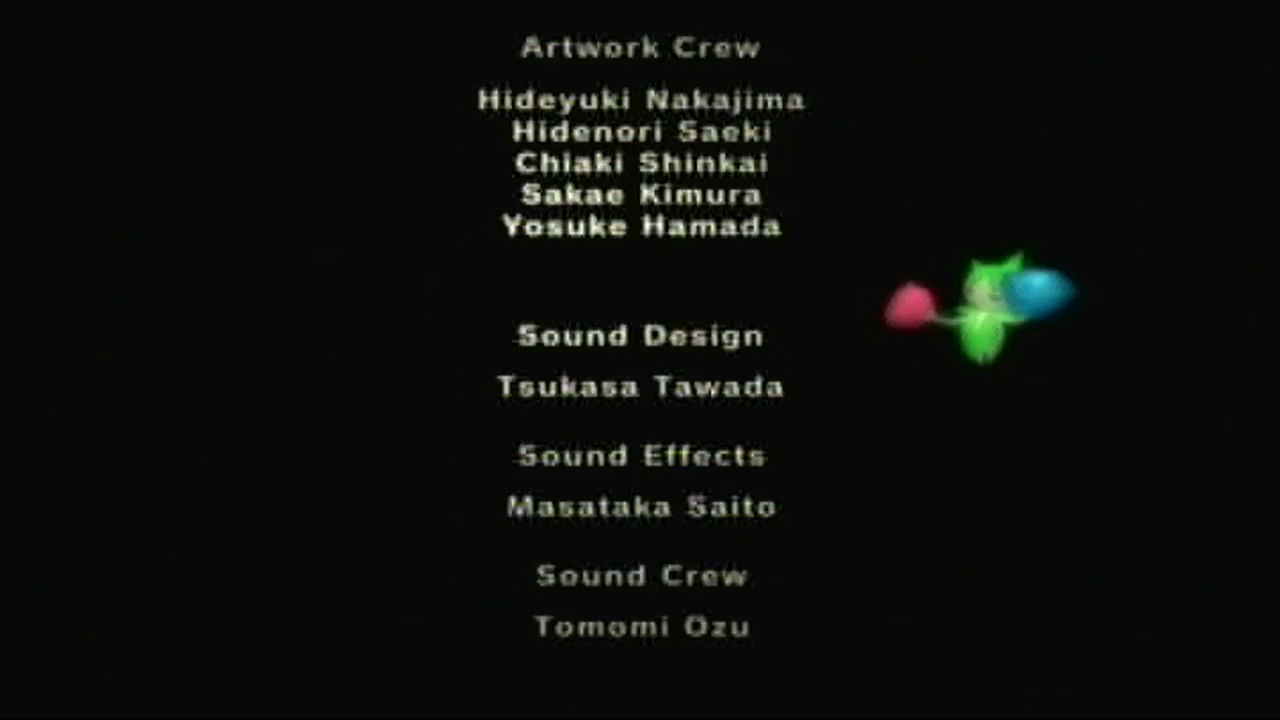 Artwork Crew
Hideyuki Nakajima
Hidenori Saeki
Chiaki Shinkai
Sakae Kimura
Yosuke Hamada
Sound Design
Tsukasa Tawada
Sound Effects
Masataka Saito
Sound Crew
Tomomi Ozu